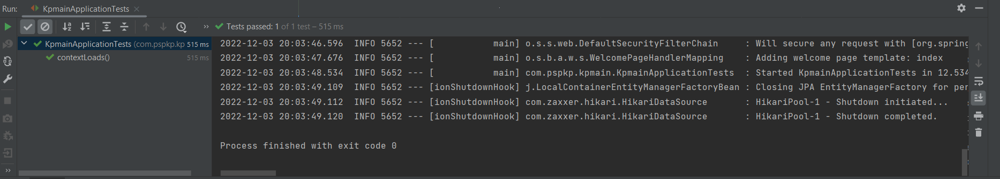 Run: KpmainApplicationTests
Tests passed: 1 of 1 test – 515 ms
KpmainApplicationTests (com.pspkp.kp 515 ms
contextLoads() 515 ms
2022-12-03 20:03:46.596  INFO 5652 --- [           main] o.s.s.web.DefaultSecurityFilterChain     : Will secure any request with [org.spring
2022-12-03 20:03:47.676  INFO 5652 --- [           main] o.s.b.a.w.s.WelcomePageHandlerMapping    : Adding welcome page template: index
2022-12-03 20:03:48.534  INFO 5652 --- [           main] com.pspkp.kpmain.KpmainApplicationTests  : Started KpmainApplicationTests in 12.534
2022-12-03 20:03:49.109  INFO 5652 --- [ionShutdownHook] j.LocalContainerEntityManagerFactoryBean : Closing JPA EntityManagerFactory for per
2022-12-03 20:03:49.112  INFO 5652 --- [ionShutdownHook] com.zaxxer.hikari.HikariDataSource       : HikariPool-1 - Shutdown initiated...
2022-12-03 20:03:49.120  INFO 5652 --- [ionShutdownHook] com.zaxxer.hikari.HikariDataSource       : HikariPool-1 - Shutdown completed.
Process finished with exit code 0